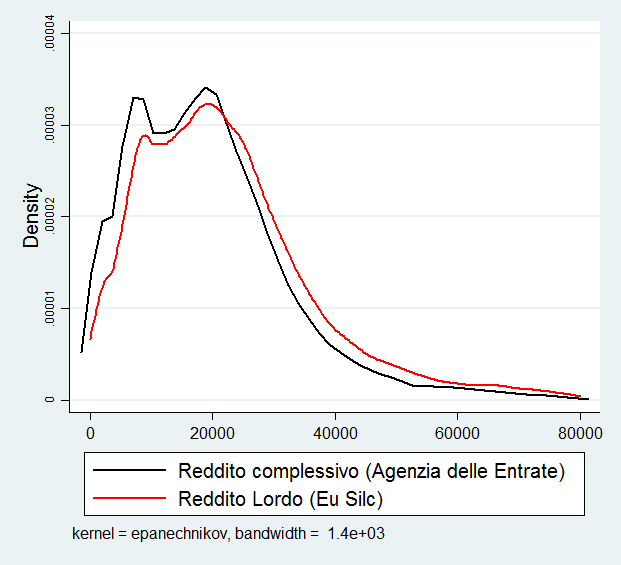 .00004
.00003
.00002
.00001
0
Density
0 20000 40000 60000 80000
Reddito complessivo (Agenzia delle Entrate)
Reddito Lordo (Eu Silc)
kernel = epanechnikov, bandwidth = 1.4e+03